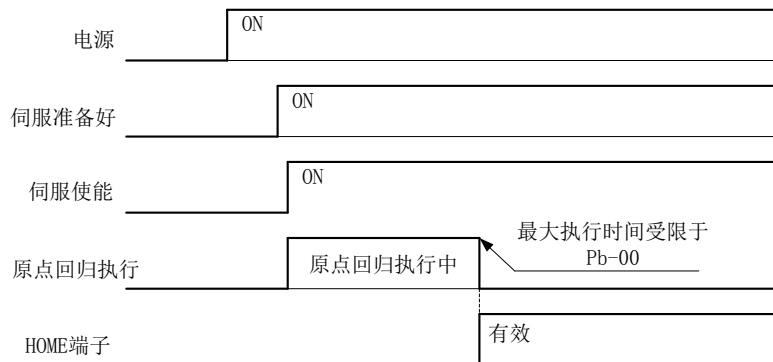 电源
ON
伺服准备好
ON
伺服使能
ON
原点回归执行
原点回归执行中
最大执行时间受限于
Pb-00
HOME端子
有效